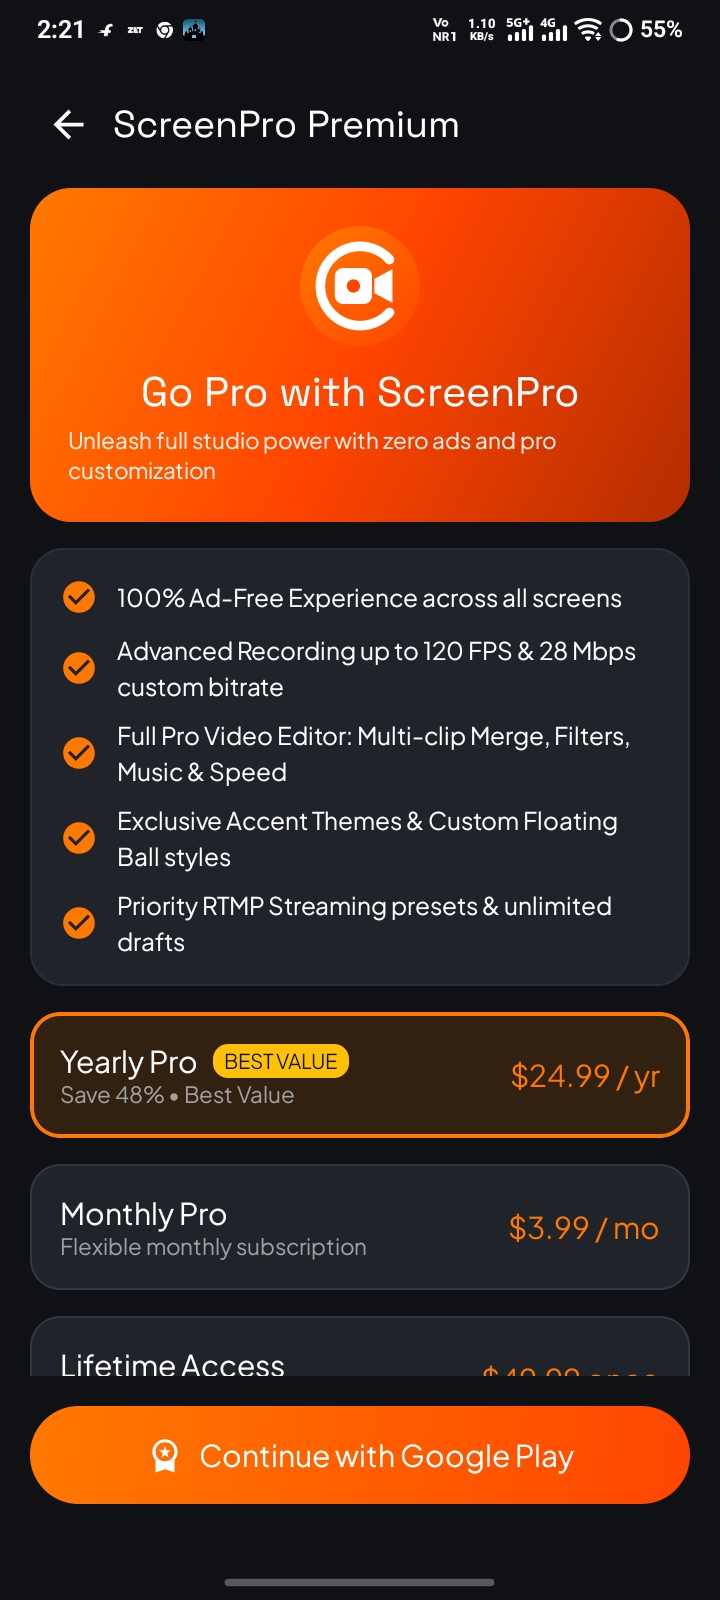 2:21
Vo
NR1
1.10
KB/s
5G+
4G
55%
ScreenPro Premium
Go Pro with ScreenPro
Unleash full studio power with zero ads and pro
customization
100% Ad-Free Experience across all screens
Advanced Recording up to 120 FPS & 28 Mbps
custom bitrate
Full Pro Video Editor: Multi-clip Merge, Filters,
Music & Speed
Exclusive Accent Themes & Custom Floating
Ball styles
Priority RTMP Streaming presets & unlimited
drafts
Yearly Pro BEST VALUE
Save 48% • Best Value
$24.99 / yr
Monthly Pro
Flexible monthly subscription
$3.99 / mo
Lifetime Access
Continue with Google Play